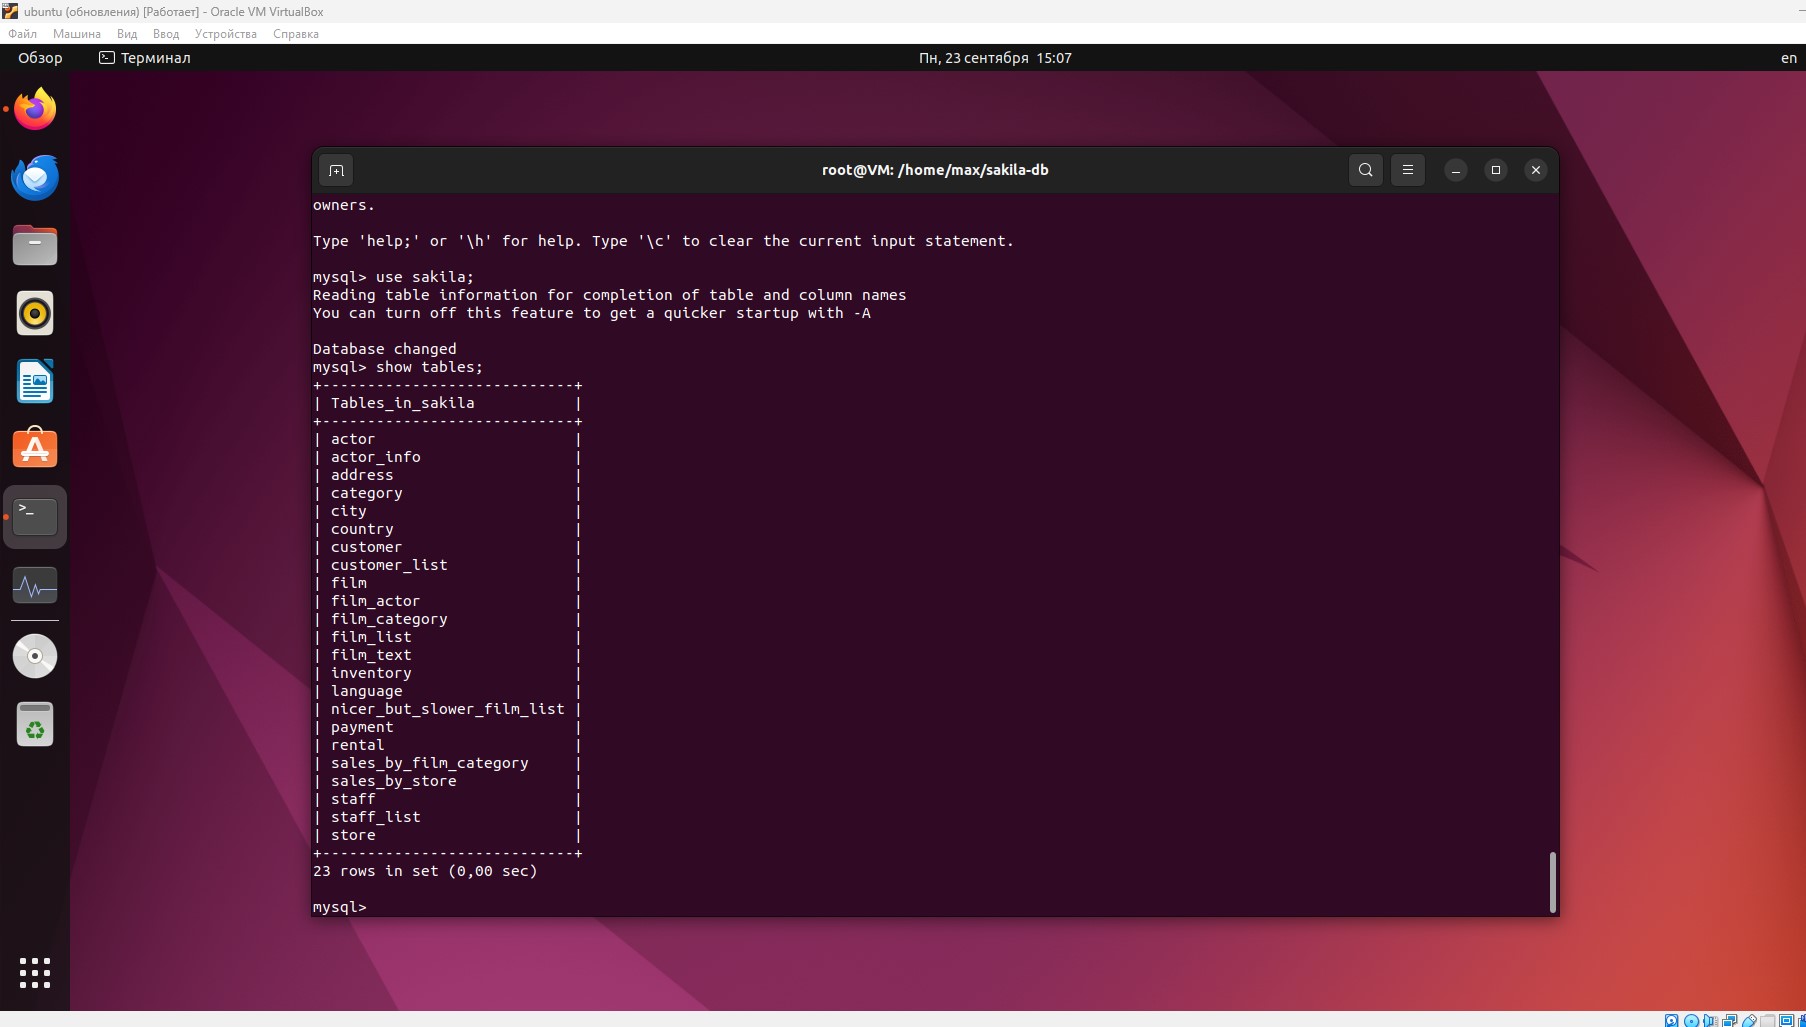 ubuntu (обновления) [Работает] - Oracle VM VirtualBox
Файл Машина Вид Ввод Устройства Справка
Обзор Терминал Пн, 23 сентября 15:07 en
root@VM: /home/max/sakila-db
owners.
Type 'help;' or '\h' for help. Type '\c' to clear the current input statement.
mysql> use sakila;
Reading table information for completion of table and column names
You can turn off this feature to get a quicker startup with -A
Database changed
mysql> show tables;
+----------------------------+
| Tables_in_sakila           |
+----------------------------+
| actor                      |
| actor_info                 |
| address                    |
| category                   |
| city                       |
| country                    |
| customer                   |
| customer_list              |
| film                       |
| film_actor                 |
| film_category              |
| film_list                  |
| film_text                  |
| inventory                  |
| language                   |
| nicer_but_slower_film_list |
| payment                    |
| rental                     |
| sales_by_film_category     |
| sales_by_store             |
| staff                      |
| staff_list                 |
| store                      |
+----------------------------+
23 rows in set (0,00 sec)
mysql>